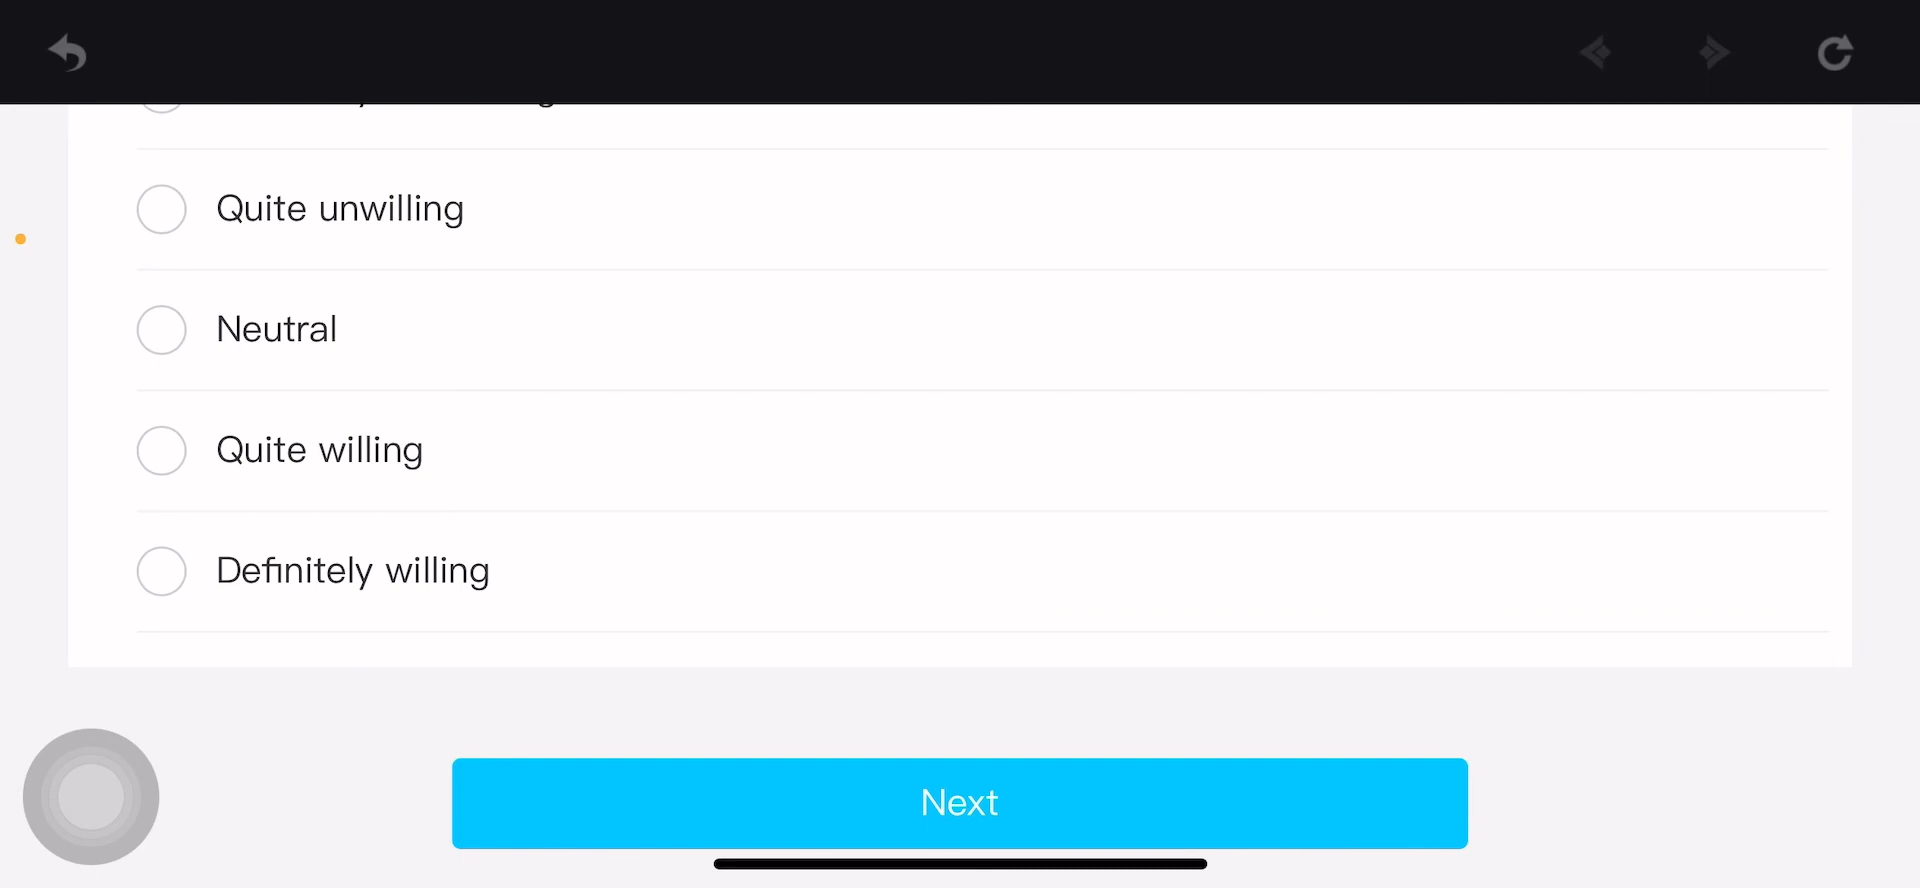 Quite unwilling
Neutral
Quite willing
Definitely willing
Next